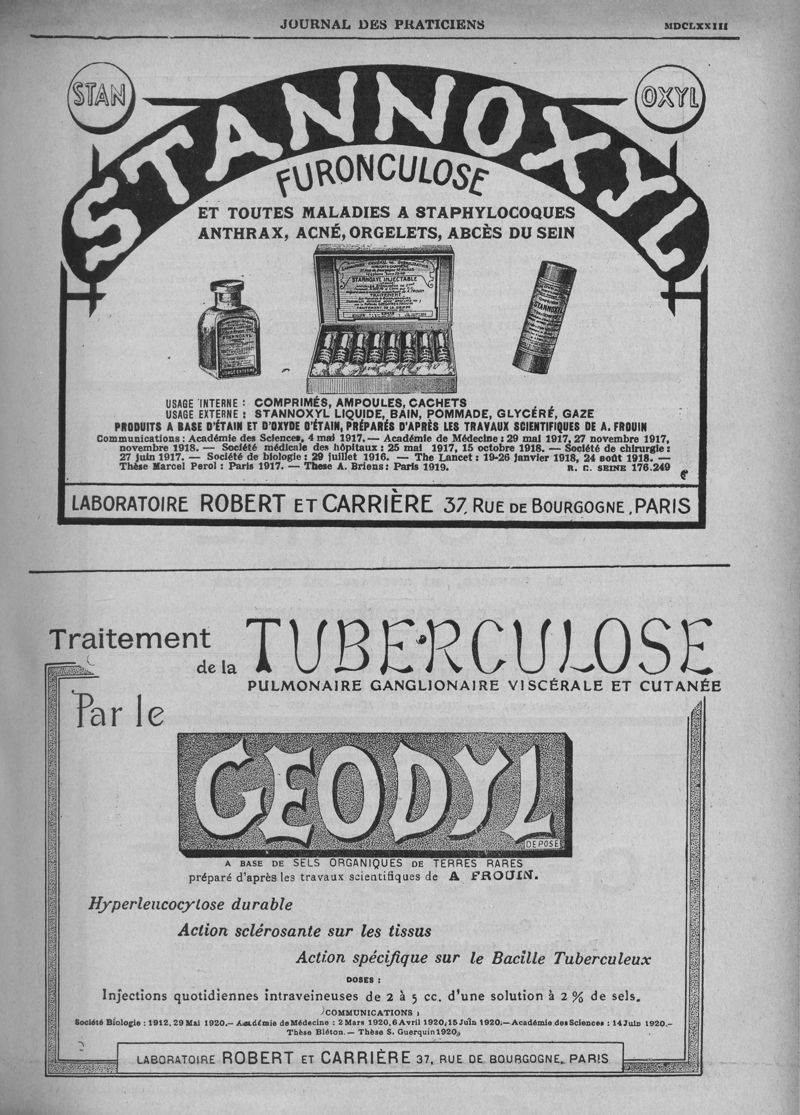 JOURNAL DES PRATICIENS
MDCLXXIII
STAN
OXYL
STANNOXYL
FURONCULOSE
ET TOUTES MALADIES A STAPHYLOCOQUES
ANTHRAX, ACNÉ, ORGELETS, ABCÈS DU SEIN
STANNOXYL INJECTABLE
TRAITEMENT
STANNOXYL
STANNOXYL
USAGE INTERNE : COMPRIMÉS, AMPOULES, CACHETS
USAGE EXTERNE : STANNOXYL LIQUIDE, BAIN, POMMADE, GLYCÉRÉ, GAZE
PRODUITS A BASE D'ÉTAIN ET D'OXYDE D'ÉTAIN, PRÉPARÉS D'APRÈS LES TRAVAUX SCIENTIFIQUES DE A. FROUIN
Communications : Académie des Sciences, 4 mai 1917. — Académie de Médecine : 29 mai 1917, 27 novembre 1917,
novembre 1918. — Société médicale des hôpitaux : 25 mai 1917, 15 octobre 1918. — Société de chirurgie :
27 juin 1917. — Société de biologie : 29 juillet 1916. — The Lancet : 19-26 janvier 1918, 24 août 1918. —
Thèse Marcel Perol : Paris 1917. — Thèse A. Briens : Paris 1919. R. C. SEINE 176.249
LABORATOIRE ROBERT ET CARRIÈRE 37, RUE DE BOURGOGNE, PARIS
Traitement
de la TUBERCULOSE
PULMONAIRE GANGLIONAIRE VISCÉRALE ET CUTANÉE
Par le
GEODYL
DEPOSÉ
A BASE DE SELS ORGANIQUES DE TERRES RARES
préparé d'après les travaux scientifiques de A FROUIN.
Hyperleucocytose durable
Action sclérosante sur les tissus
Action spécifique sur le Bacille Tuberculeux
DOSES :
Injections quotidiennes intraveineuses de 2 à 5 cc. d'une solution à 2 % de sels.
COMMUNICATIONS :
Société Biologie : 1912, 29 Mai 1920.— Académie de Médecine : 2 Mars 1920, 6 Avril 1920, 15 Juin 1920.— Académie des Sciences : 14 Juin 1920.—
Thèse Bléton.— Thèse S. Guerquin 1920.
LABORATOIRE ROBERT ET CARRIÈRE 37, RUE DE BOURGOGNE, PARIS